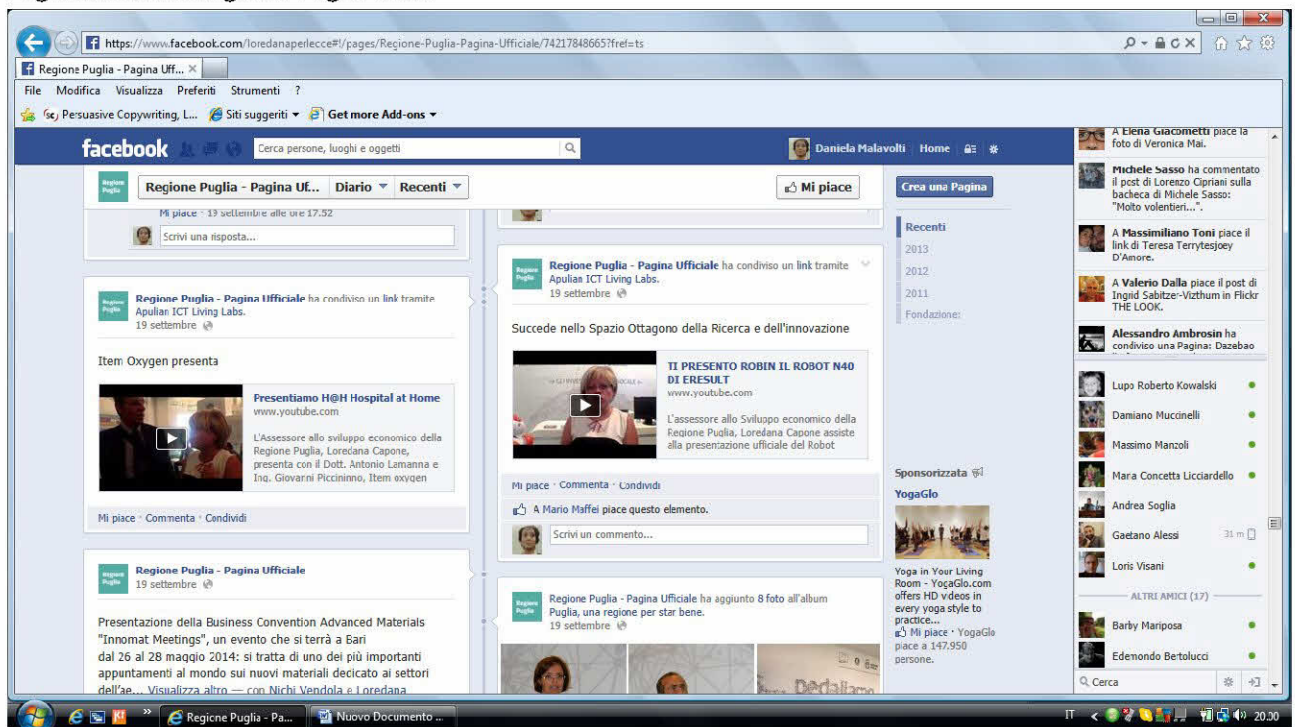 https://www.facebook.com/loredanaperlecce#!/pages/Regione-Puglia-Pagina-Ufficiale/74217848665?fref=ts
Regione Puglia - Pagina Uff...
File Modifica Visualizza Preferiti Strumenti ?
Persuasive Copywriting, L... Siti suggeriti Get more Add-ons
facebook
Cerca persone, luoghi e oggetti
Daniela Malavolti Home
Regione Puglia - Pagina Uf... Diario Recenti
Mi piace
Crea una Pagina
Mi piace · 19 settembre alle ore 17.52
Scrivi una risposta...
Regione Puglia - Pagina Ufficiale ha condiviso un link tramite
Apulian ICT Living Labs.
19 settembre
Item Oxygen presenta
Presentiamo H@H Hospital at Home
www.youtube.com
L'Assessore allo sviluppo economico della
Regione Puglia, Loredana Capone,
presenta con il Dott. Antonio Lamanna e
Ing. Giovanni Piccininno, Item oxygen
Mi piace · Commenta · Condividi
Regione Puglia - Pagina Ufficiale
19 settembre
Presentazione della Business Convention Advanced Materials
"Innomat Meetings", un evento che si terrà a Bari
dal 26 al 28 maggio 2014: si tratta di uno dei più importanti
appuntamenti al mondo sui nuovi materiali dedicato ai settori
dell'ae... Visualizza altro — con Nichi Vendola e Loredana
Regione Puglia - Pagina Ufficiale ha condiviso un link tramite
Apulian ICT Living Labs.
19 settembre
Succede nello Spazio Ottagono della Ricerca e dell'innovazione
TI PRESENTO ROBIN IL ROBOT N40
DI ERESULT
www.youtube.com
L'assessore allo Sviluppo economico della
Regione Puglia, Loredana Capone assiste
alla presentazione ufficiale del Robot
Mi piace · Commenta · Condividi
A Mario Maffei piace questo elemento.
Scrivi un commento...
Regione Puglia - Pagina Ufficiale ha aggiunto 8 foto all'album
Puglia, una regione per star bene.
19 settembre
Recenti
2013
2012
2011
Fondazione:
Sponsorizzata
YogaGlo
Yoga in Your Living
Room - YogaGlo.com
offers HD videos in
every yoga style to
practice...
Mi piace · YogaGlo
piace a 147.950
persone.
A Elena Giacometti piace la
foto di Veronica Mai.
Michele Sasso ha commentato
il post di Lorenzo Cipriani sulla
bacheca di Michele Sasso:
"Molto volentieri...".
A Massimiliano Toni piace il
link di Teresa Terrytesjoey
D'Amore.
A Valerio Dalla piace il post di
Ingrid Sabitzer-Vizthum in Flickr
THE LOOK.
Alessandro Ambrosin ha
condiviso una Pagina: Dazebao
Lupo Roberto Kowalski
Damiano Muccinelli
Massimo Manzoli
Mara Concetta Licciardello
Andrea Soglia
Gaetano Alessi 31 m
Loris Visani
ALTRI AMICI (17)
Barby Mariposa
Edemondo Bertolucci
Cerca
Regione Puglia - Pa... Nuovo Documento ...
IT 20.00